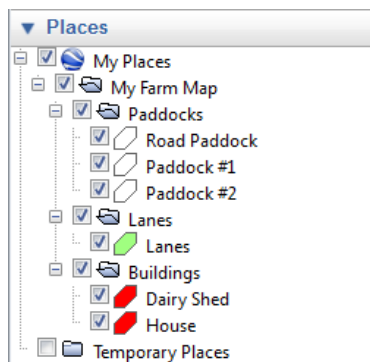 Places
My Places
My Farm Map
Paddocks
Road Paddock
Paddock #1
Paddock #2
Lanes
Lanes
Buildings
Dairy Shed
House
Temporary Places